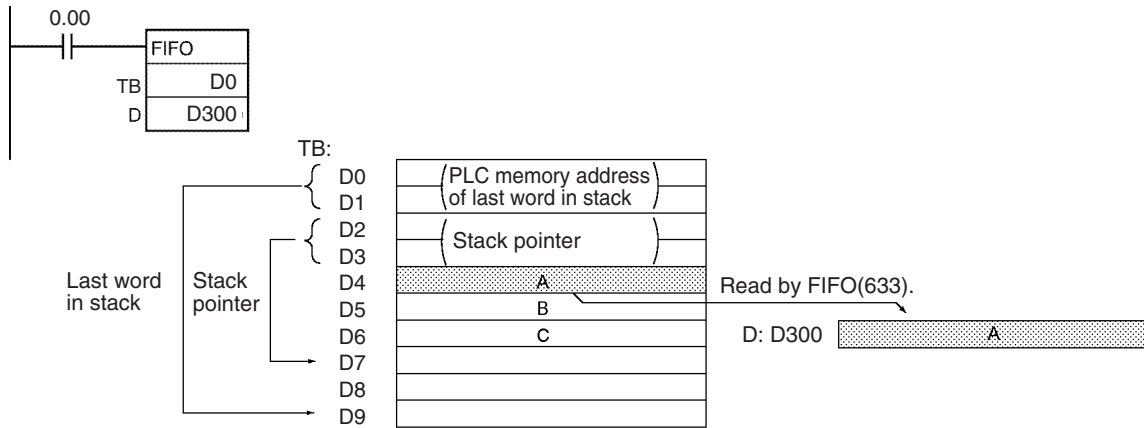 0.00
FIFO
TB D0
D D300
TB:
D0
D1
D2
D3
D4
D5
D6
D7
D8
D9
(PLC memory address
of last word in stack)
(Stack pointer)
A
B
C
Last word
in stack
Stack
pointer
Read by FIFO(633).
D: D300 A